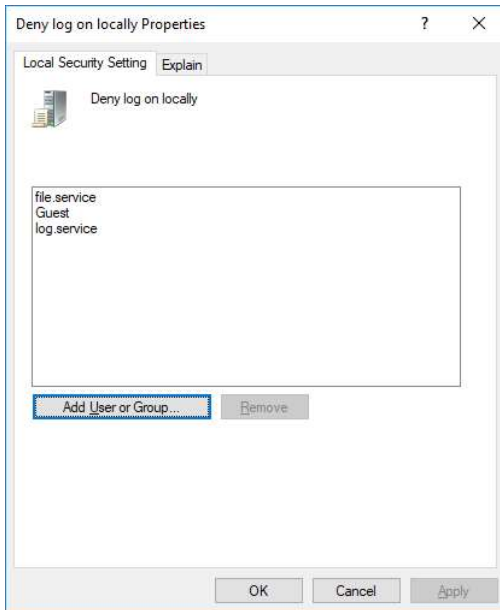 Deny log on locally Properties
?
X
Local Security Setting
Explain
Deny log on locally
file.service
Guest
log.service
Add User or Group...
Remove
OK
Cancel
Apply